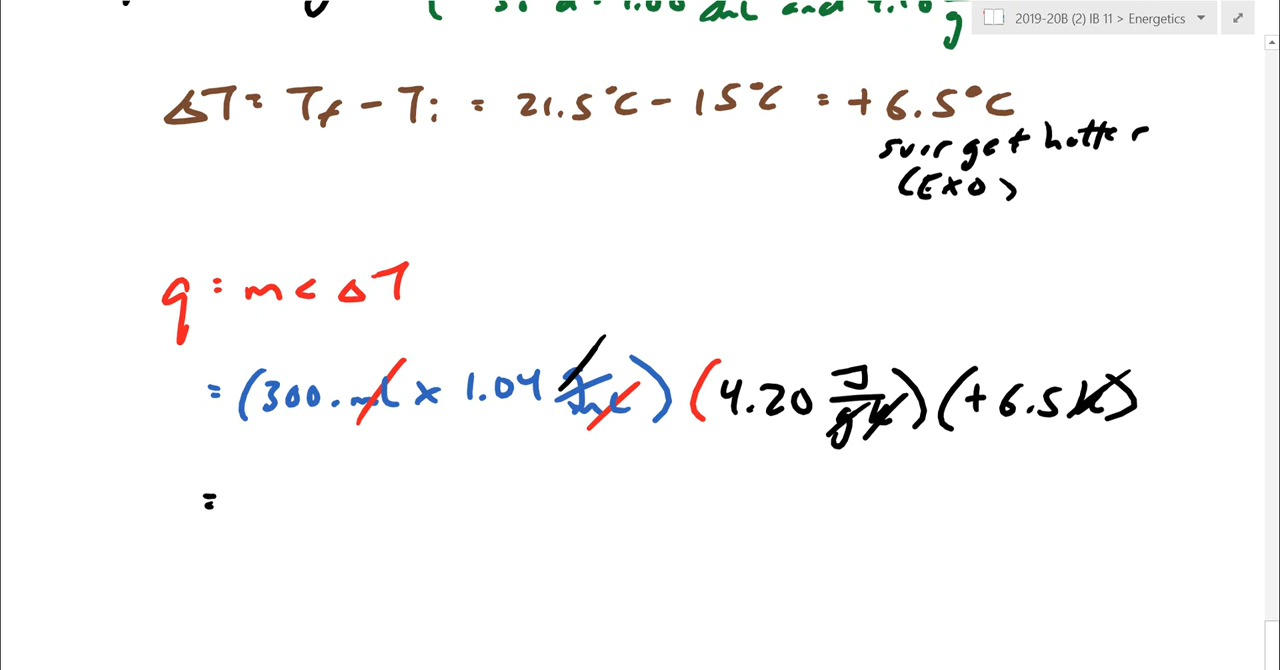 2019-20B (2) IB 11 > Energetics
g
ΔT = Tf - Ti = 21.5°C - 15°C = +6.5°C
surr get hotter
(EXO)
q = mcΔT
= (300. mL x 1.04 g/mL) (4.20 J/gK) (+6.5K)
=